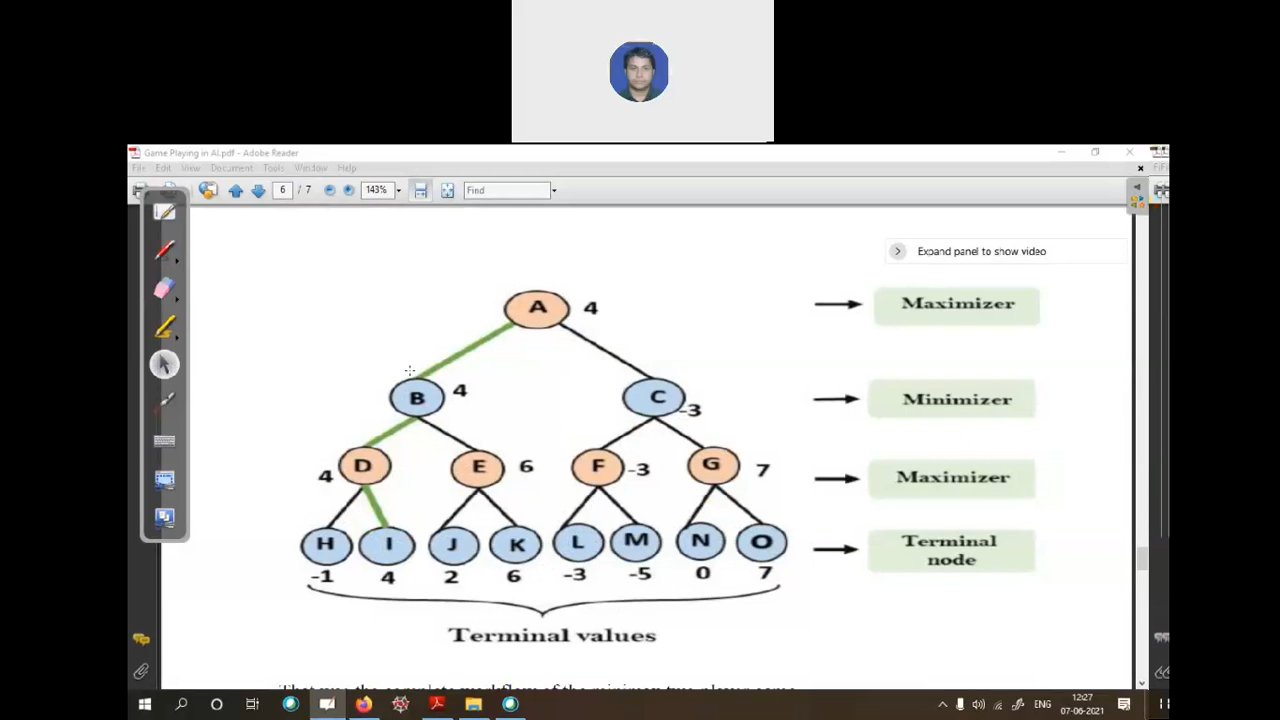 Game Playing in AI.pdf - Adobe Reader
File Edit View Document Tools Window Help
6 / 7 143% Find
Expand panel to show video
A 4 Maximizer
B 4 C -3 Minimizer
4 D E 6 F -3 G 7 Maximizer
H I J K L M N O Terminal node
-1 4 2 6 -3 -5 0 7
Terminal values
ENG
12:27
07-06-2021